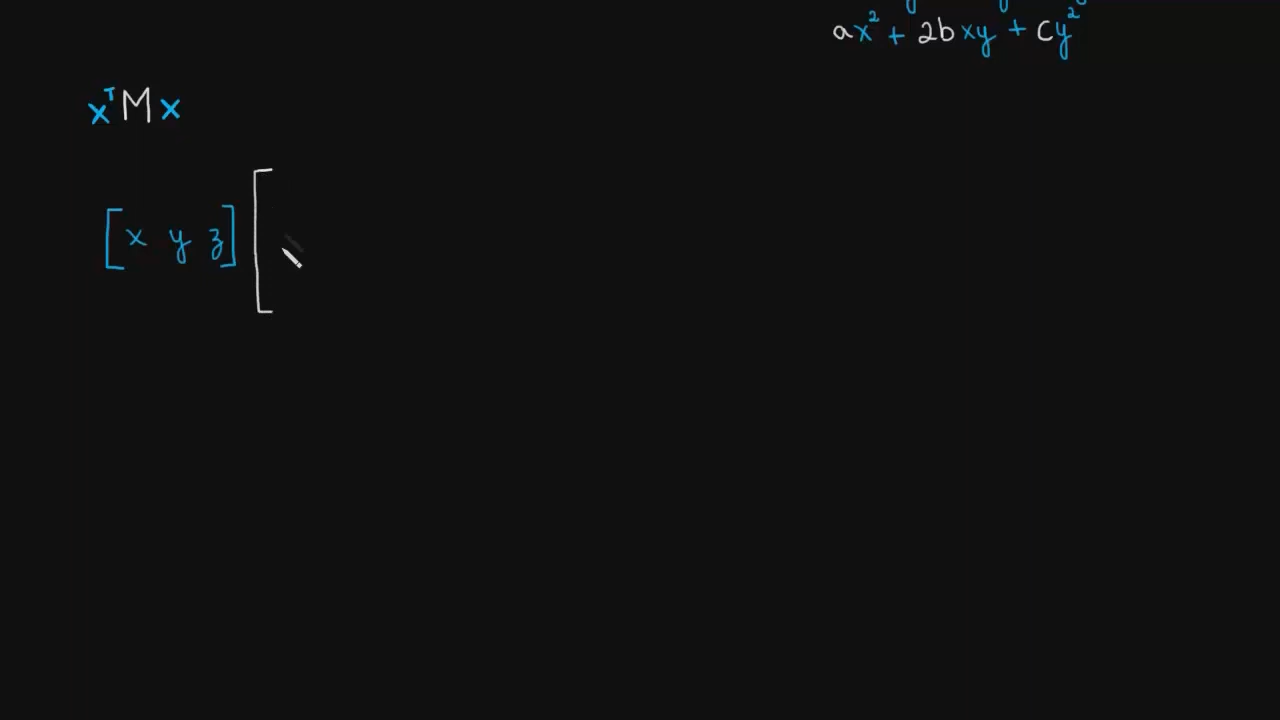 ax² + 2bxy + cy²
xᵀMx
[x y z] [